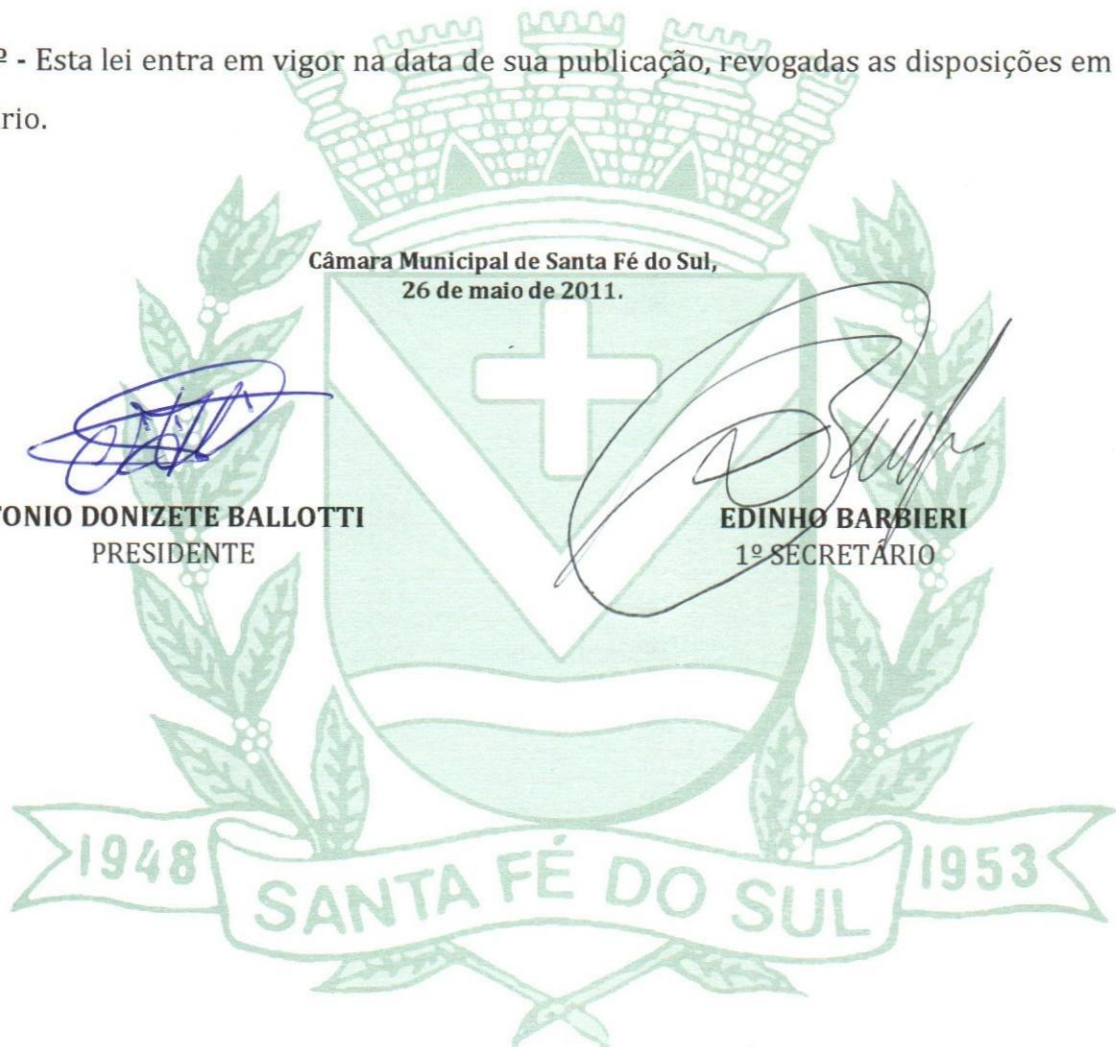 º - Esta lei entra em vigor na data de sua publicação, revogadas as disposições em
rio.
Câmara Municipal de Santa Fé do Sul,
26 de maio de 2011.
TONIO DONIZETE BALLOTTI
PRESIDENTE
EDINHO BARBIERI
1º SECRETÁRIO
1948
SANTA FÉ DO SUL
1953